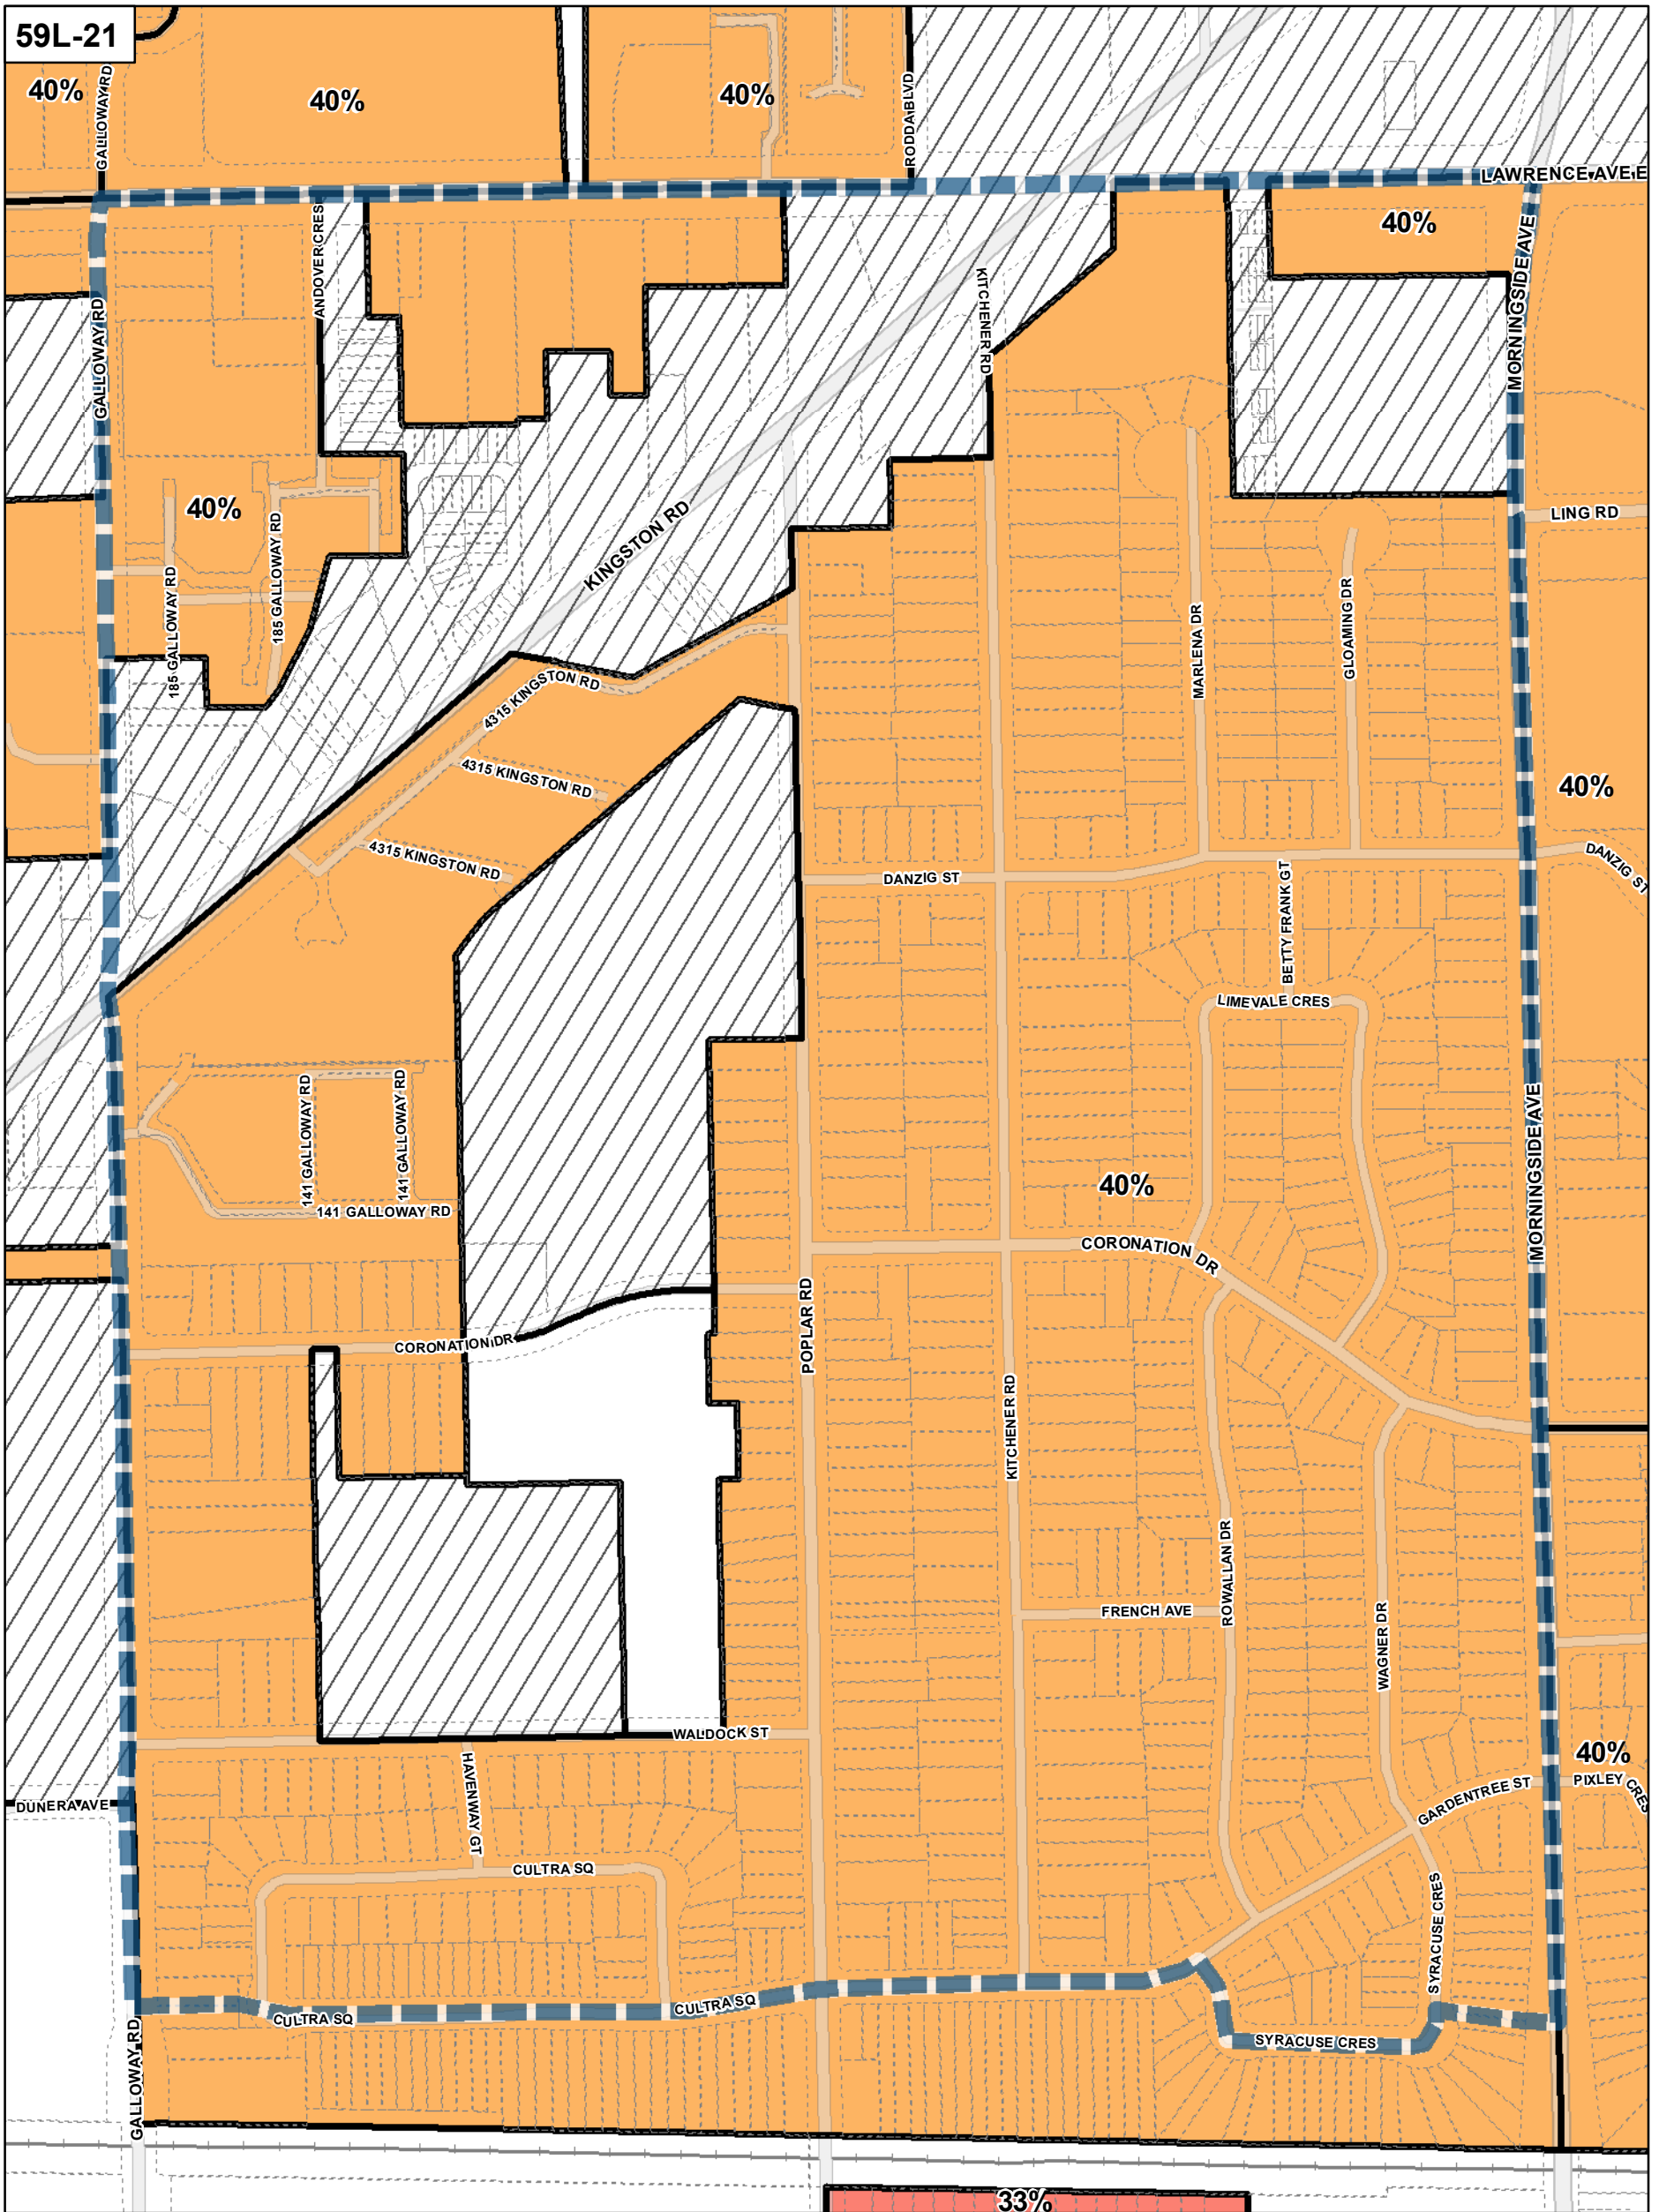 59L-21
40%
40%
40%
GALLOWAY RD
RODDA BLVD
LAWRENCE AVE E
40%
ANDOVER CRES
MORNINGSIDE AVE
KITCHENER RD
GALLOWAY RD
40%
KINGSTON RD
LING RD
185 GALLOWAY RD
185 GALLOWAY RD
MARLENA DR
GLOAMING DR
4315 KINGSTON RD
4315 KINGSTON RD
40%
4315 KINGSTON RD
DANZIG ST
DANZIG ST
BETTY FRANK GT
LIMEVALE CRES
141 GALLOWAY RD
141 GALLOWAY RD
MORNINGSIDE AVE
40%
141 GALLOWAY RD
CORONATION DR
POPLAR RD
CORONATION DR
KITCHENER RD
ROWALLAN DR
FRENCH AVE
WAGNER DR
WALDOCK ST
HAVENWAY GT
40%
PIXLEY CRES
GARDENTREE ST
DUNERA AVE
CULTRA SQ
SYRACUSE CRES
CULTRA SQ
CULTRA SQ
SYRACUSE CRES
GALLOWAY RD
33%